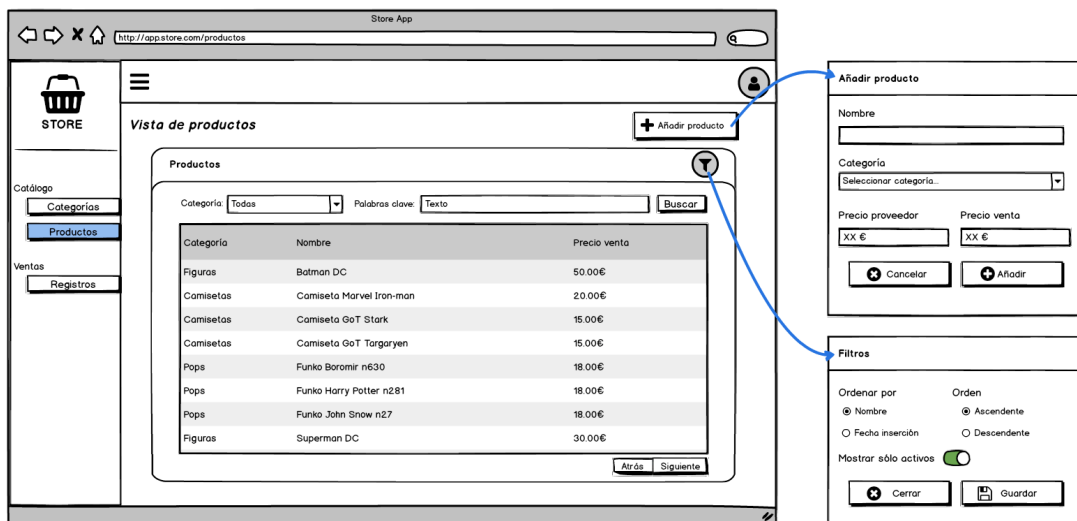 Store App
http://app.store.com/products
STORE
Catálogo
Categorías
Productos
Ventas
Registros
Vista de productos
Añadir producto
Productos
Categoría: Todas Palabras clave: Texto Buscar
Categoría Nombre Precio venta
Figuras Batman DC 50.00€
Camisetas Camiseta Marvel Iron-man 20.00€
Camisetas Camiseta GoT Stark 15.00€
Camisetas Camiseta GoT Targaryen 15.00€
Pops Funko Boromir n630 18.00€
Pops Funko Harry Potter n281 18.00€
Pops Funko John Snow n27 18.00€
Figuras Superman DC 30.00€
Atrás Siguiente
Añadir producto
Nombre
Categoría
Seleccionar categoría...
Precio proveedor Precio venta
XX € XX €
Cancelar Añadir
Filtros
Ordenar por Orden
Nombre Ascendente
Fecha inserción Descendente
Mostrar sólo activos
Cerrar Guardar